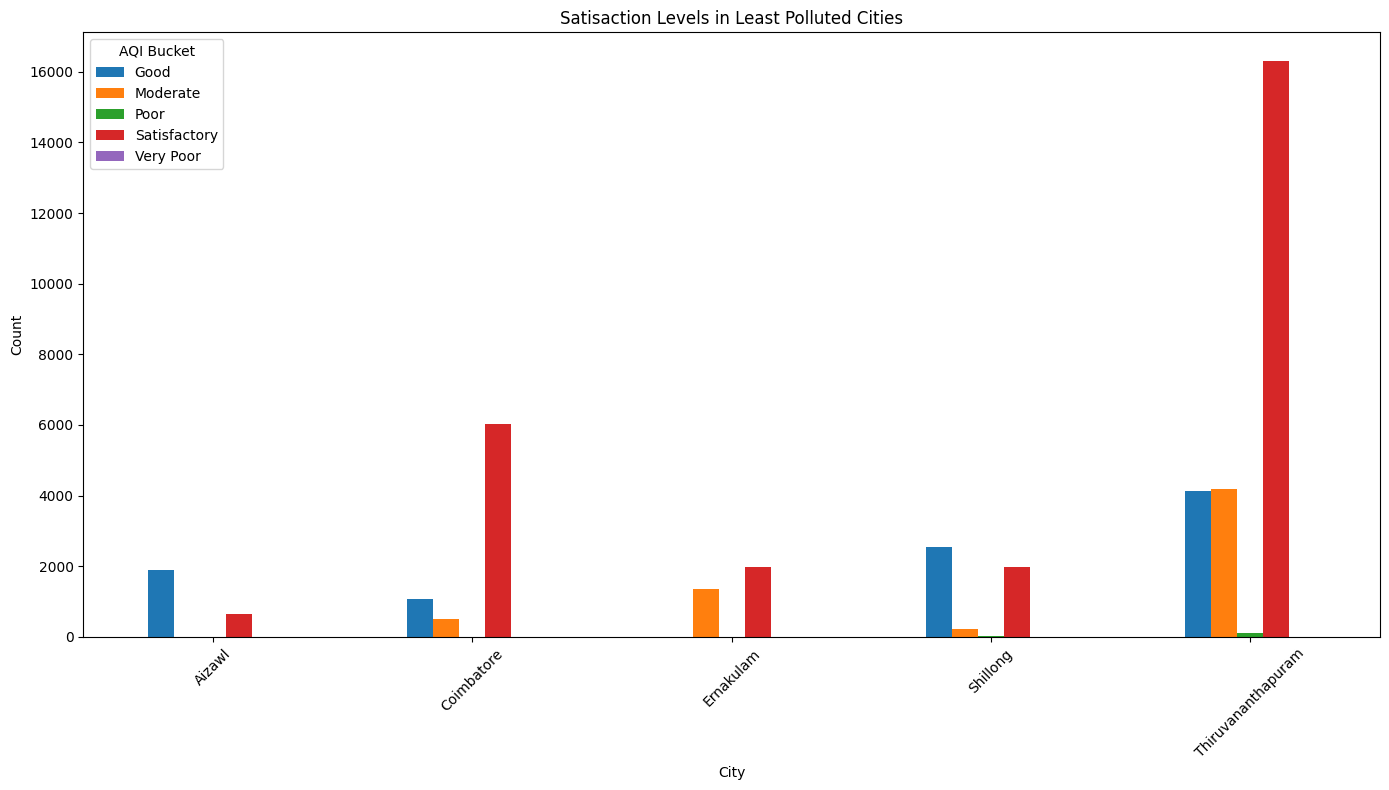 Satisaction Levels in Least Polluted Cities
AQI Bucket
Good
Moderate
Poor
Satisfactory
Very Poor
16000
14000
12000
10000
8000
6000
4000
2000
0
Count
Aizawl
Coimbatore
Ernakulam
Shillong
Thiruvananthapuram
City